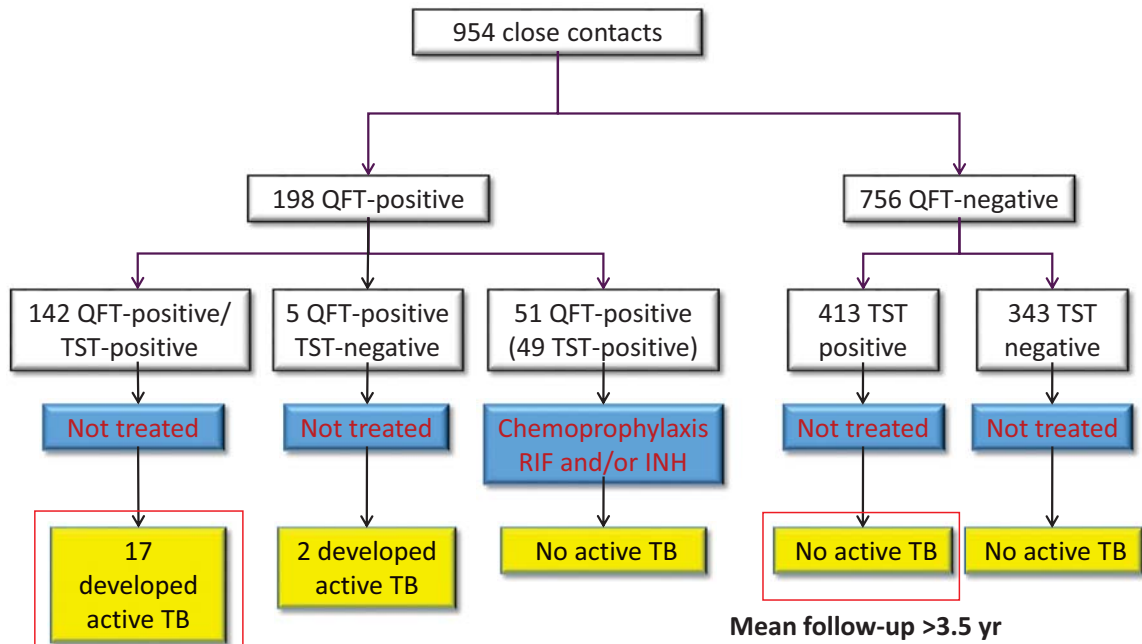 954 close contacts
198 QFT-positive
756 QFT-negative
142 QFT-positive/
TST-positive
5 QFT-positive
TST-negative
51 QFT-positive
(49 TST-positive)
413 TST
positive
343 TST
negative
Not treated
Not treated
Chemoprophylaxis
RIF and/or INH
Not treated
Not treated
17
developed
active TB
2 developed
active TB
No active TB
No active TB
No active TB
Mean follow-up >3.5 yr